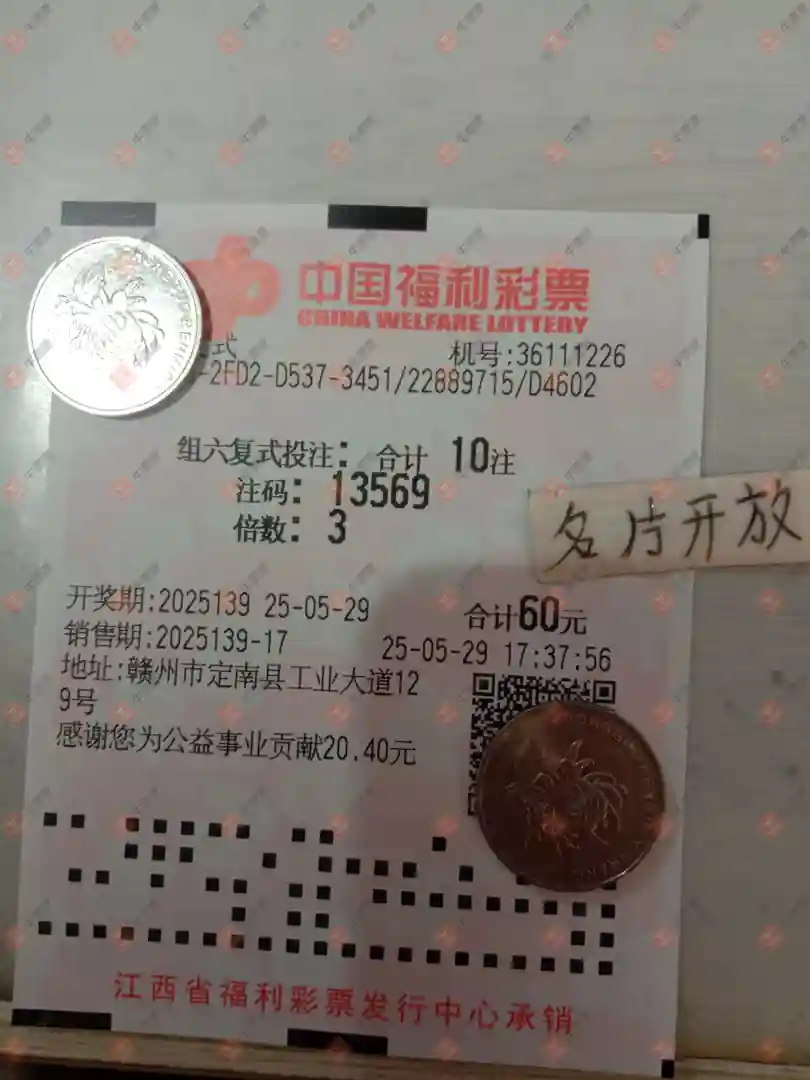 中国福利彩票
CHINA WELFARE LOTTERY
式 机号:36111226
-2FD2-D537-3451/22889715/D4602
组六复式投注: 合计 10注
注码: 13569
倍数: 3
名片开放
开奖期:2025139 25-05-29 合计60元
销售期:2025139-17 25-05-29 17:37:56
地址:赣州市定南县工业大道12
9号
感谢您为公益事业贡献20.40元
江西省福利彩票发行中心承销